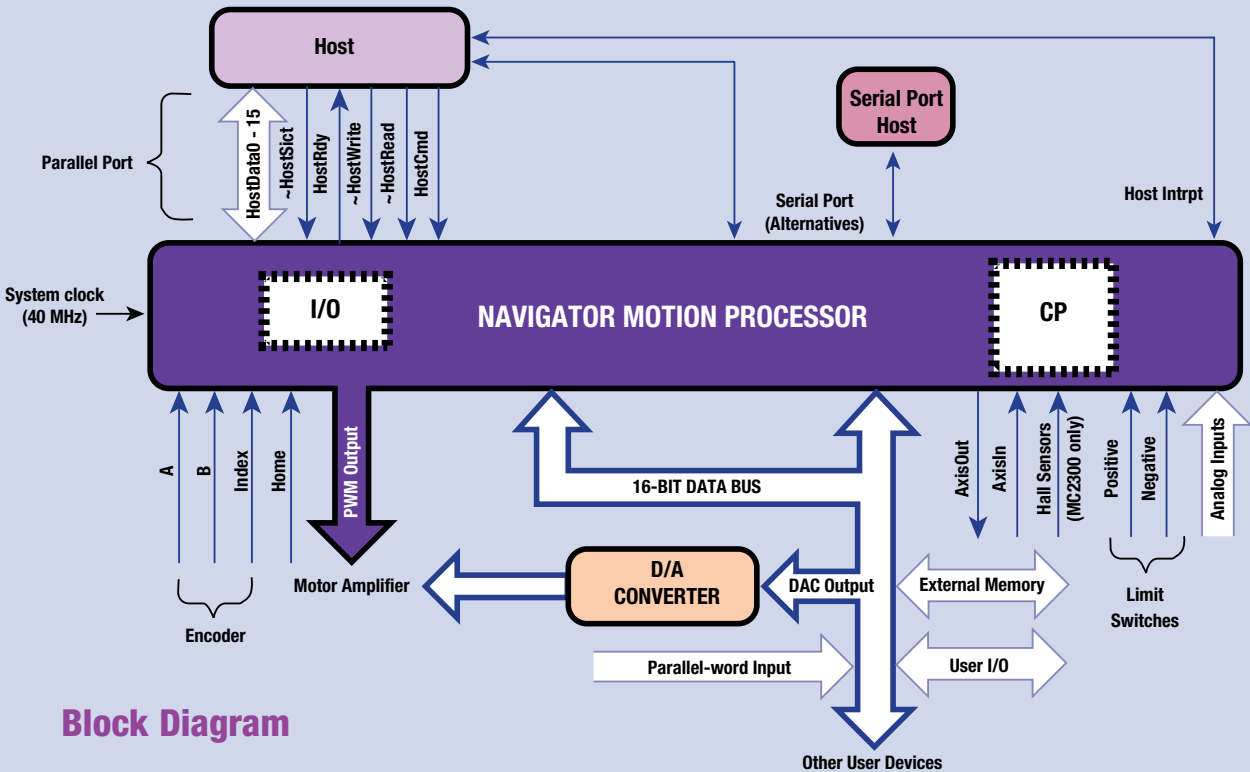 Host
Serial Port
Host
Parallel Port
HostData0 - 15
~HostSlct
HostRdy
~HostWrite
~HostRead
HostCmd
Serial Port
(Alternatives)
Host Intrpt
System clock
(40 MHz)
I/O
NAVIGATOR MOTION PROCESSOR
CP
A
B
Index
Home
PWM Output
16-BIT DATA BUS
AxisOut
AxisIn
Hall Sensors
(MC2300 only)
Positive
Negative
Analog Inputs
Encoder
Motor Amplifier
D/A
CONVERTER
DAC Output
External Memory
Limit
Switches
Parallel-word Input
User I/O
Block Diagram
Other User Devices